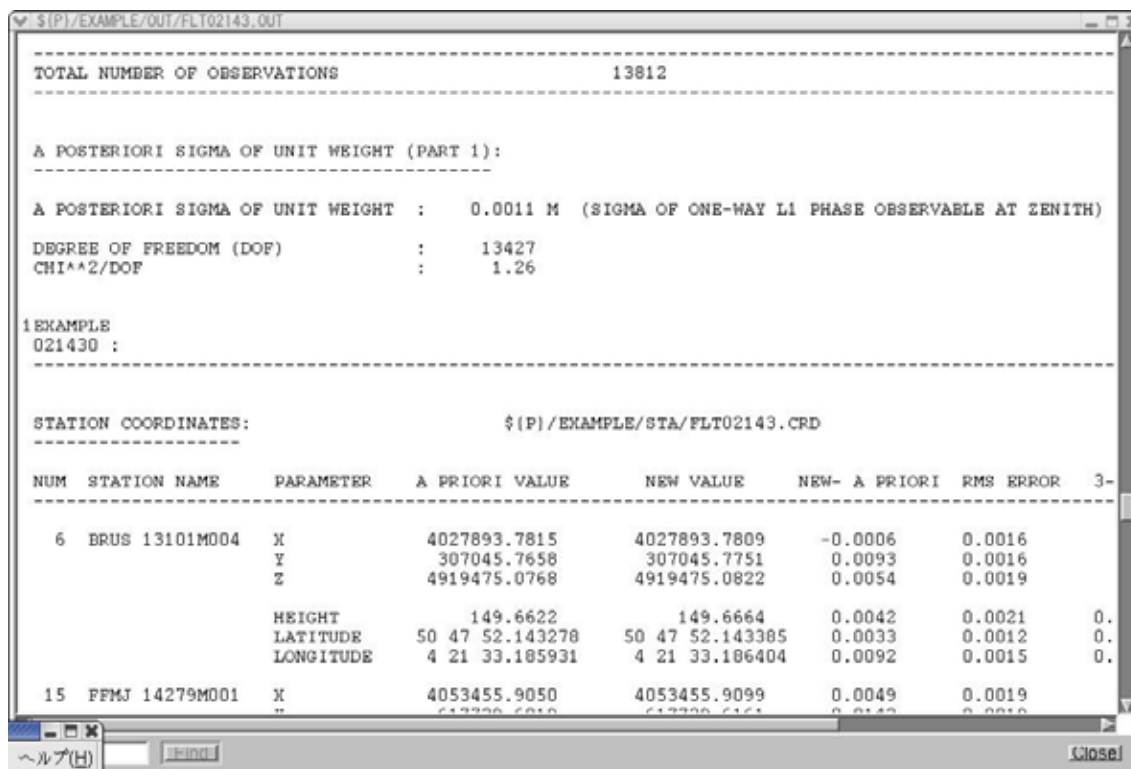 $(P)/EXAMPLE/OUT/FLT02143.OUT
TOTAL NUMBER OF OBSERVATIONS 13812
A POSTERIORI SIGMA OF UNIT WEIGHT (PART 1):
A POSTERIORI SIGMA OF UNIT WEIGHT : 0.0011 M (SIGMA OF ONE-WAY L1 PHASE OBSERVABLE AT ZENITH)
DEGREE OF FREEDOM (DOF) : 13427
CHI**2/DOF : 1.26
1EXAMPLE
021430 :
STATION COORDINATES: $(P)/EXAMPLE/STA/FLT02143.CRD
NUM STATION NAME PARAMETER A PRIORI VALUE NEW VALUE NEW- A PRIORI RMS ERROR 3-
6 BRUS 13101M004 X 4027893.7815 4027893.7809 -0.0006 0.0016
Y 307045.7658 307045.7751 0.0093 0.0016
Z 4919475.0768 4919475.0822 0.0054 0.0019
HEIGHT 149.6622 149.6664 0.0042 0.0021 0.
LATITUDE 50 47 52.143278 50 47 52.143385 0.0033 0.0012 0.
LONGITUDE 4 21 33.185931 4 21 33.186404 0.0092 0.0015 0.
15 FFMJ 14279M001 X 4053455.9050 4053455.9099 0.0049 0.0019
ヘルプ(H) Find Close